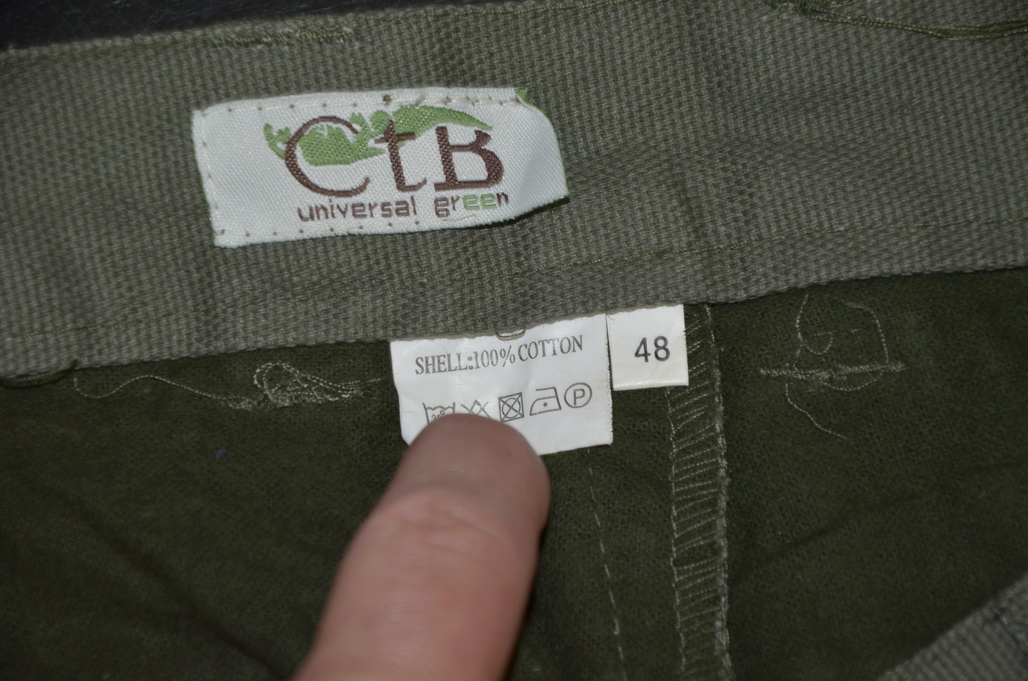 CtB
universal green
SHELL:100% COTTON
48
P